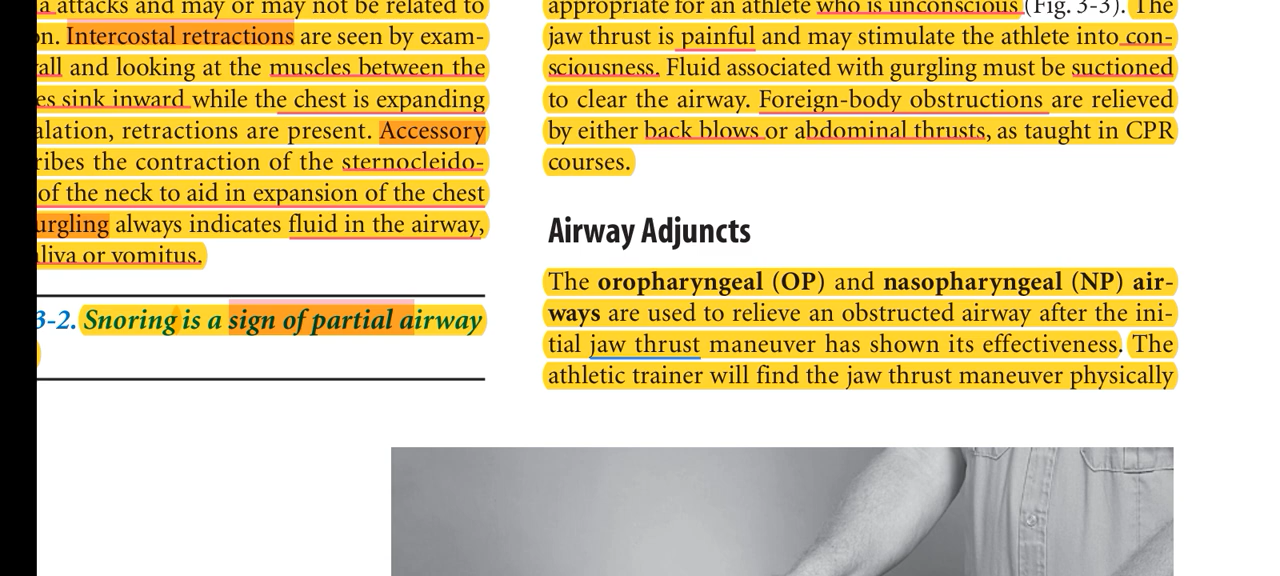 attacks and may or may not be related to
Intercostal retractions are seen by exam-
and looking at the muscles between the
sink inward while the chest is expanding
retractions are present. Accessory
the contraction of the sternocleido-
of the neck to aid in expansion of the chest
always indicates fluid in the airway,
or vomitus.
3-2. Snoring is a sign of partial airway
appropriate for an athlete who is unconscious (Fig. 3-3). The
jaw thrust is painful and may stimulate the athlete into con-
sciousness. Fluid associated with gurgling must be suctioned
to clear the airway. Foreign-body obstructions are relieved
by either back blows or abdominal thrusts, as taught in CPR
courses.
Airway Adjuncts
The oropharyngeal (OP) and nasopharyngeal (NP) air-
ways are used to relieve an obstructed airway after the ini-
tial jaw thrust maneuver has shown its effectiveness. The
athletic trainer will find the jaw thrust maneuver physically